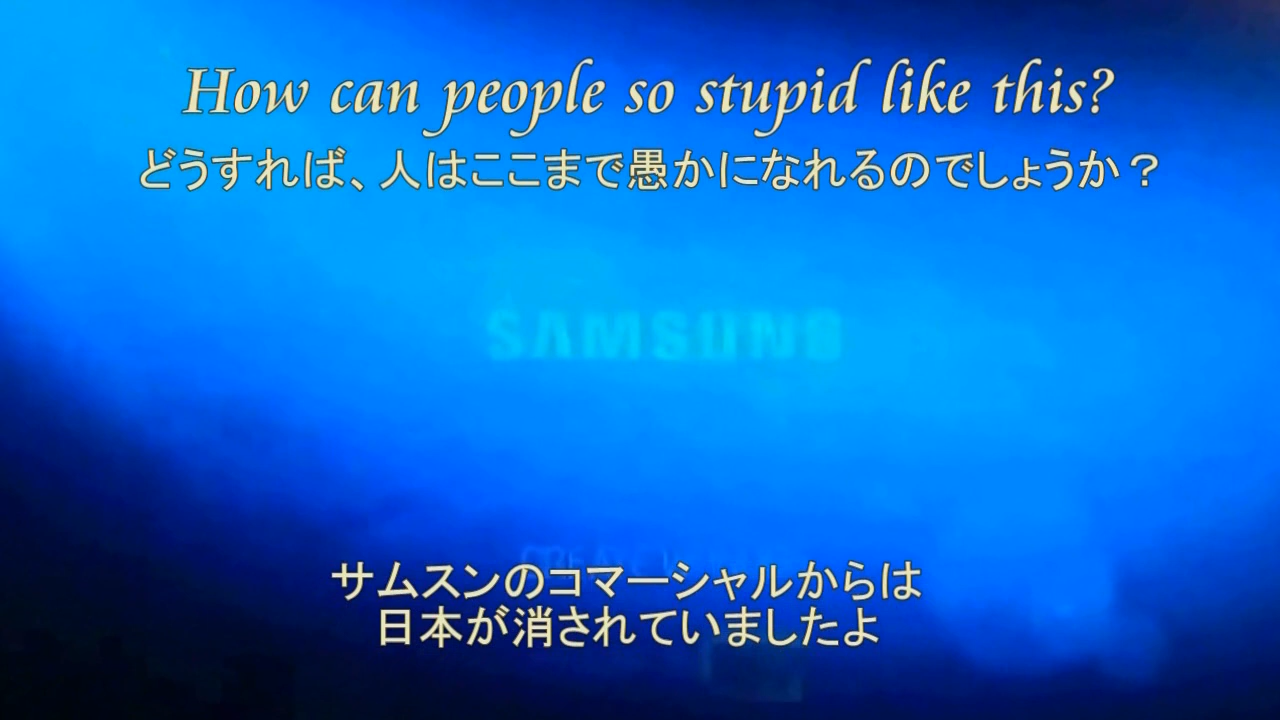 How can people so stupid like this?
どうすれば、人はここまで愚かになれるのでしょうか？
SAMSUNG
サムスンのコマーシャルからは
日本が消されていましたよ